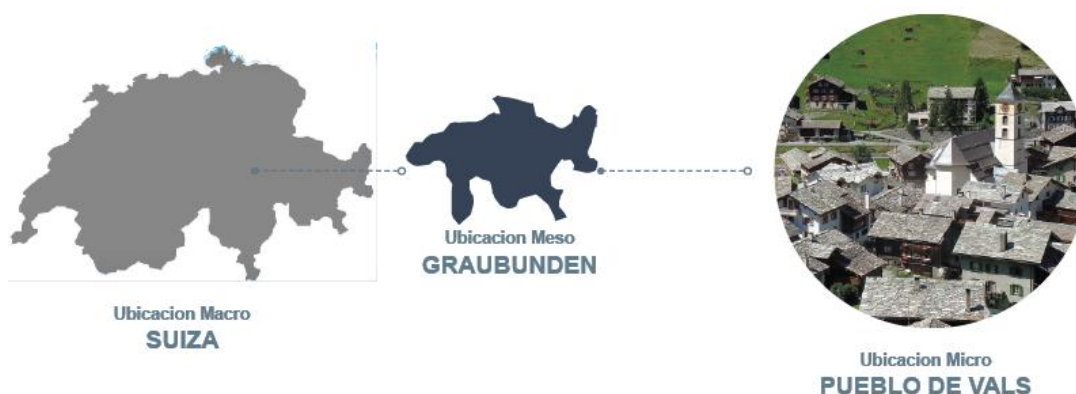 Ubicacion Macro
SUIZA
Ubicacion Meso
GRAUBUNDEN
Ubicacion Micro
PUEBLO DE VALS